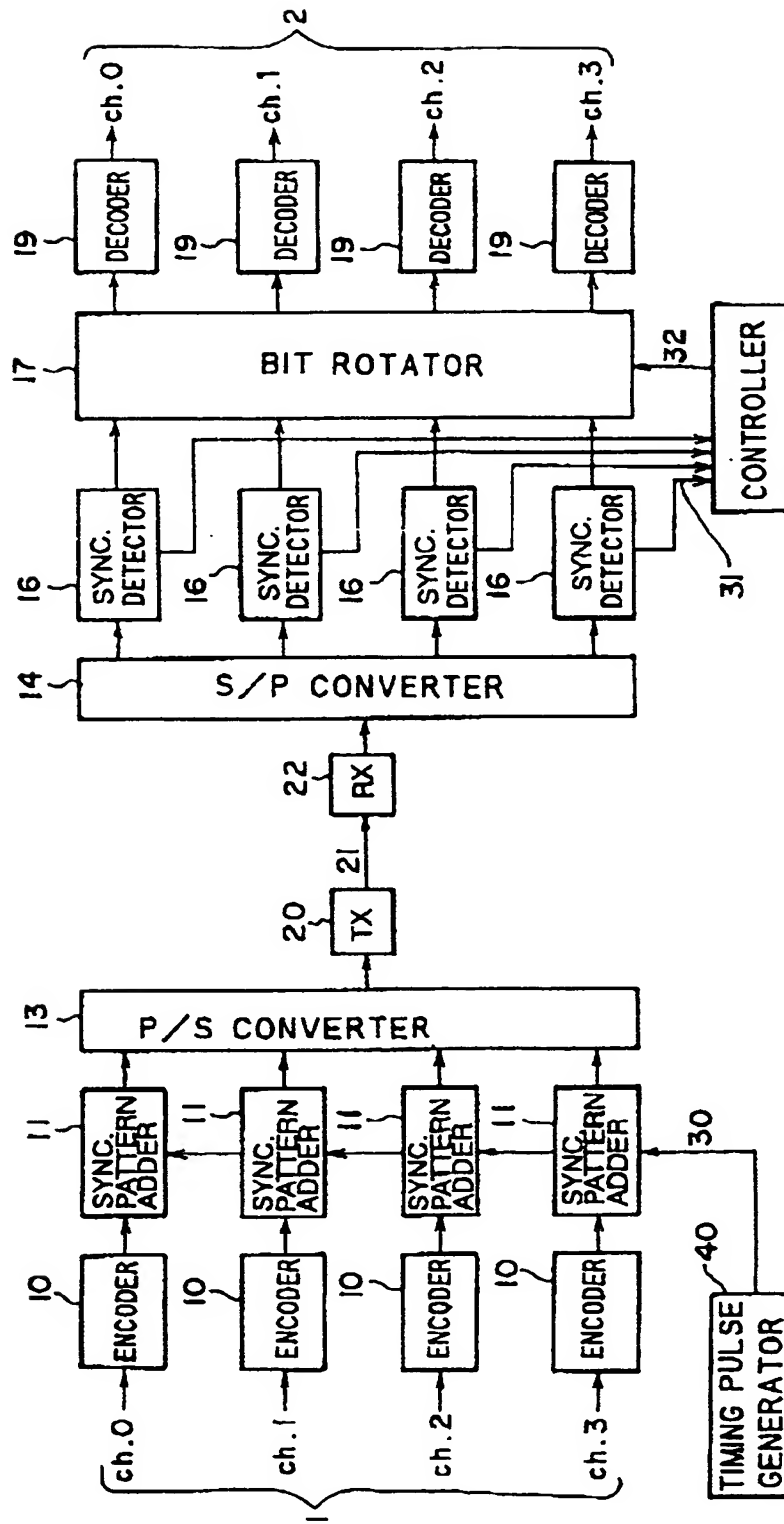 1
ch.0
ch.1
ch.2
ch.3
10
ENCODER
10
ENCODER
10
ENCODER
10
ENCODER
11
SYNC.
PATTERN
ADDER
11
SYNC.
PATTERN
ADDER
11
SYNC.
PATTERN
ADDER
11
SYNC.
PATTERN
ADDER
30
40
TIMING PULSE
GENERATOR
13
P/S CONVERTER
20
TX
21
22
RX
14
S/P CONVERTER
16
SYNC.
DETECTOR
16
SYNC.
DETECTOR
16
SYNC.
DETECTOR
16
SYNC.
DETECTOR
31
17
BIT ROTATOR
32
CONTROLLER
19
DECODER
19
DECODER
19
DECODER
19
DECODER
ch.0
ch.1
ch.2
ch.3
2